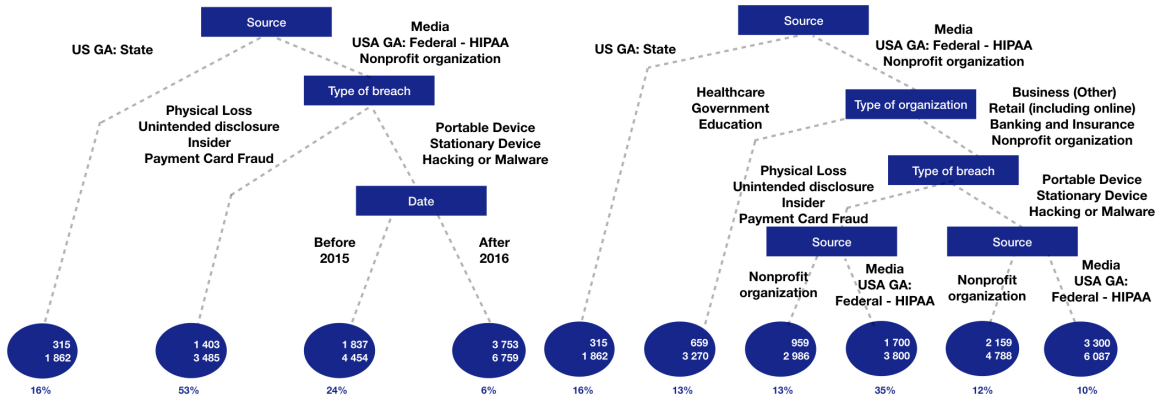 Source
US GA: State
Media
USA GA: Federal - HIPAA
Nonprofit organization
Type of breach
Physical Loss
Unintended disclosure
Insider
Payment Card Fraud
Portable Device
Stationary Device
Hacking or Malware
Date
Before
2015
After
2016
315
1 862
16%
1 403
3 485
53%
1 837
4 454
24%
3 753
6 759
6%
Source
US GA: State
Media
USA GA: Federal - HIPAA
Nonprofit organization
Healthcare
Government
Education
Type of organization
Business (Other)
Retail (including online)
Banking and Insurance
Nonprofit organization
Type of breach
Physical Loss
Unintended disclosure
Insider
Payment Card Fraud
Portable Device
Stationary Device
Hacking or Malware
Source
Source
Nonprofit
organization
Media
USA GA:
Federal - HIPAA
Nonprofit
organization
Media
USA GA:
Federal - HIPAA
315
1 862
16%
659
3 270
13%
959
2 986
13%
1 700
3 800
35%
2 159
4 788
12%
3 300
6 087
10%